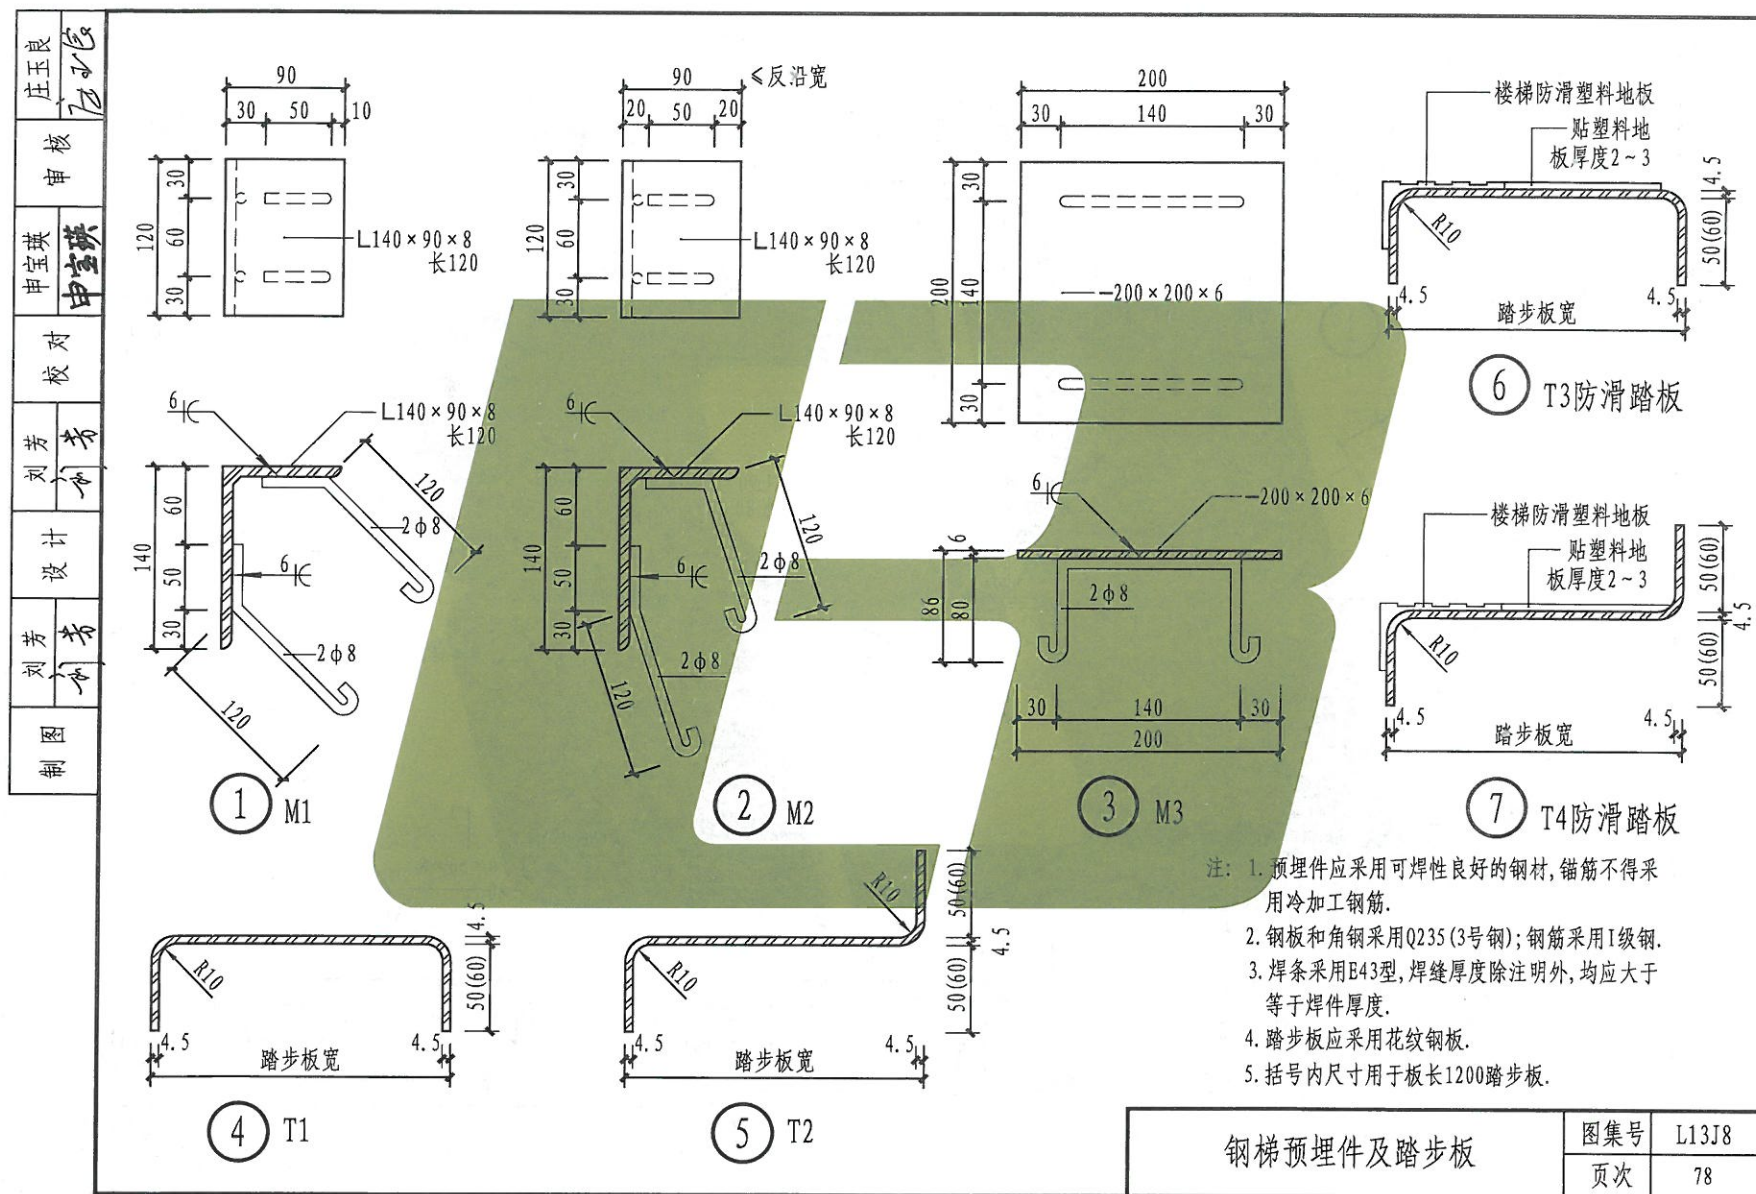 庄玉良
审核
申宝瑛
申宝瑛
校对
刘芳
设计
刘芳
制图
90
30 50 10
120
30
60
30
L140×90×8
长120
90 ≤反沿宽
20 50 20
120
30
60
30
L140×90×8
长120
200
30 140 30
200
30
140
30
—200×200×6
楼梯防滑塑料地板
贴塑料地
板厚度2~3
R10
4.5
50(60)
4.5 4.5
踏步板宽
6 T3防滑踏板
6
L140×90×8
长120
140
60
50
30
120
2φ8
6
2φ8
120
1 M1
6
L140×90×8
长120
140
60
50
30
120
2φ8
6
2φ8
120
2 M2
6
—200×200×6
6
86
80
2φ8
30 140 30
200
3 M3
楼梯防滑塑料地板
贴塑料地
板厚度2~3
R10
50(60)
4.5
50(60)
4.5 4.5
踏步板宽
7 T4防滑踏板
R10
4.5
50(60)
4.5 4.5
踏步板宽
4 T1
R10
R10
50(60)
4.5
50(60)
4.5 4.5
踏步板宽
5 T2
注: 1. 预埋件应采用可焊性良好的钢材,锚筋不得采
用冷加工钢筋.
2. 钢板和角钢采用Q235(3号钢);钢筋采用I级钢.
3. 焊条采用E43型,焊缝厚度除注明外,均应大于
等于焊件厚度.
4. 踏步板应采用花纹钢板.
5. 括号内尺寸用于板长1200踏步板.
钢梯预埋件及踏步板
图集号 L13J8
页次 78